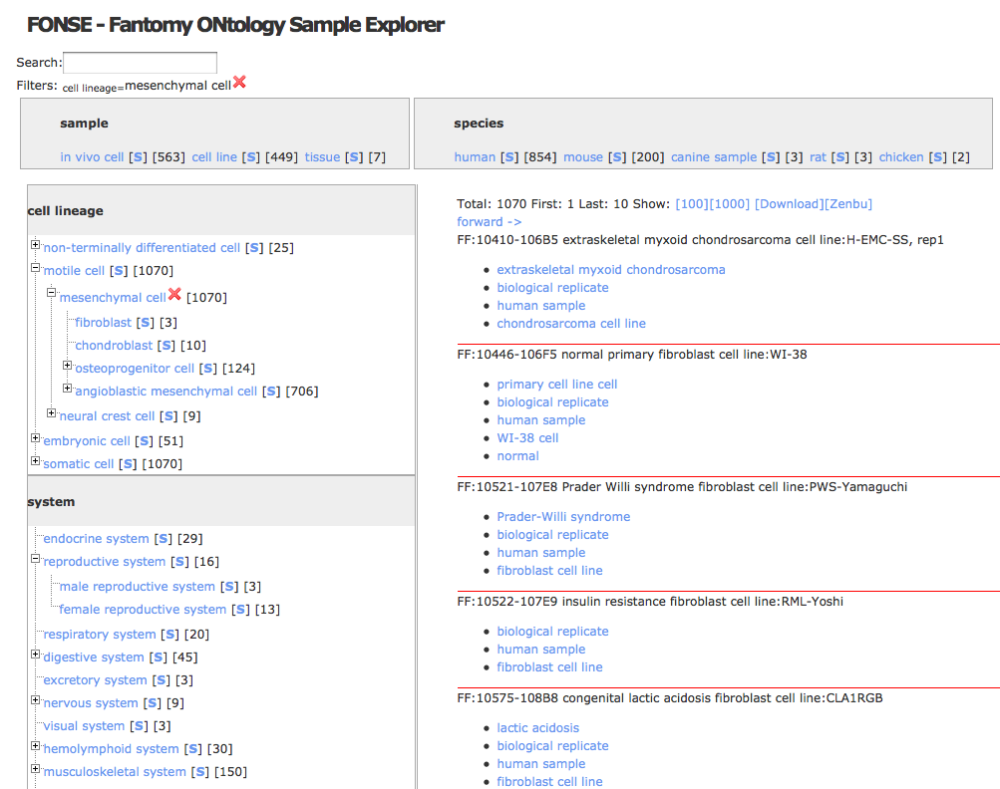 FONSE - Fantomy ONtology Sample Explorer
Search:
Filters: cell lineage=mesenchymal cell
sample
in vivo cell [S] [563] cell line [S] [449] tissue [S] [7]
species
human [S] [854] mouse [S] [200] canine sample [S] [3] rat [S] [3] chicken [S] [2]
cell lineage
non-terminally differentiated cell [S] [25]
motile cell [S] [1070]
mesenchymal cell [1070]
fibroblast [S] [3]
chondroblast [S] [10]
osteoprogenitor cell [S] [124]
angioblastic mesenchymal cell [S] [706]
neural crest cell [S] [9]
embryonic cell [S] [51]
somatic cell [S] [1070]
system
endocrine system [S] [29]
reproductive system [S] [16]
male reproductive system [S] [3]
female reproductive system [S] [13]
respiratory system [S] [20]
digestive system [S] [45]
excretory system [S] [3]
nervous system [S] [9]
visual system [S] [3]
hemolymphoid system [S] [30]
musculoskeletal system [S] [150]
Total: 1070 First: 1 Last: 10 Show: [100][1000] [Download][Zenbu]
forward ->
FF:10410-106B5 extraskeletal myxoid chondrosarcoma cell line:H-EMC-SS, rep1
extraskeletal myxoid chondrosarcoma
biological replicate
human sample
chondrosarcoma cell line
FF:10446-106F5 normal primary fibroblast cell line:WI-38
primary cell line cell
biological replicate
human sample
WI-38 cell
normal
FF:10521-107E8 Prader Willi syndrome fibroblast cell line:PWS-Yamaguchi
Prader-Willi syndrome
biological replicate
human sample
fibroblast cell line
FF:10522-107E9 insulin resistance fibroblast cell line:RML-Yoshi
biological replicate
human sample
fibroblast cell line
FF:10575-108B8 congenital lactic acidosis fibroblast cell line:CLA1RGB
lactic acidosis
biological replicate
human sample
fibroblast cell line